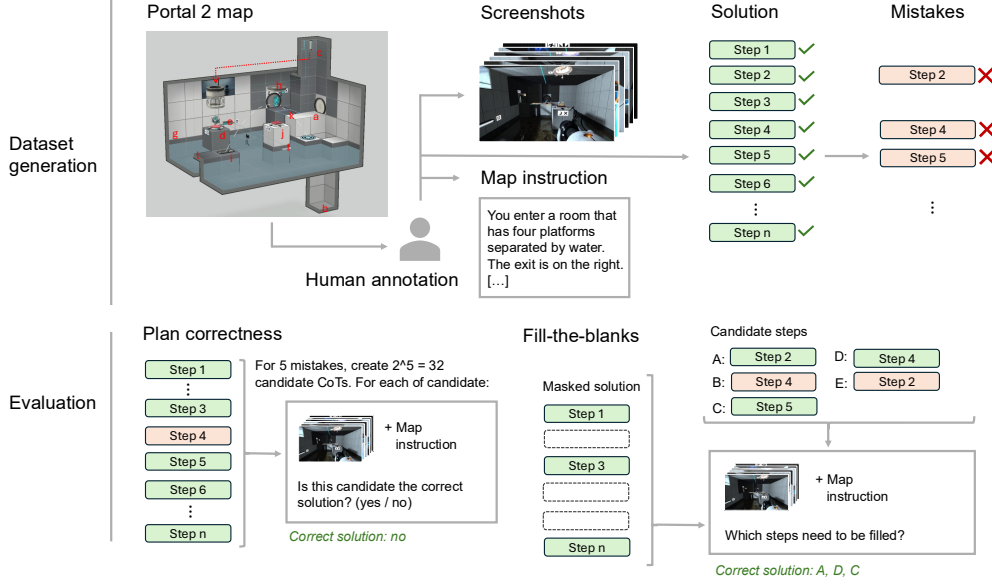 Portal 2 map
Screenshots
Solution
Mistakes
Dataset
generation
Step 1
Step 2
Step 3
Step 4
Step 5
Step 6
Step n
Step 2
Step 4
Step 5
Map instruction
You enter a room that
has four platforms
separated by water.
The exit is on the right.
[…]
Human annotation
Evaluation
Plan correctness
Step 1
Step 3
Step 4
Step 5
Step 6
Step n
For 5 mistakes, create 2^5 = 32
candidate CoTs. For each of candidate:
+ Map
instruction
Is this candidate the correct
solution? (yes / no)
Correct solution: no
Fill-the-blanks
Masked solution
Step 1
Step 3
Step n
Candidate steps
A: Step 2
B: Step 4
C: Step 5
D: Step 4
E: Step 2
+ Map
instruction
Which steps need to be filled?
Correct solution: A, D, C